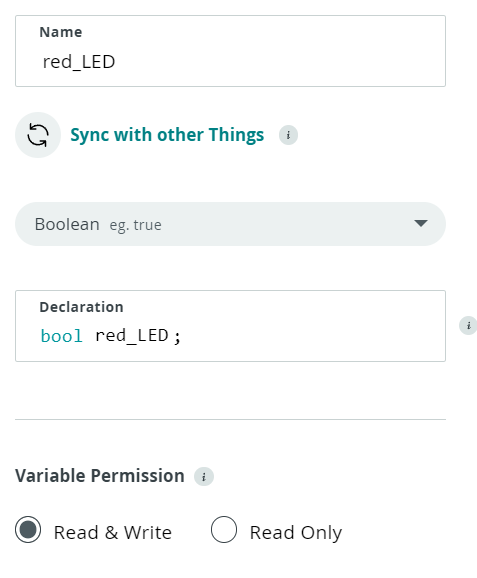 Name
red_LED
Sync with other Things i
Boolean eg. true
Declaration
bool red_LED;
i
Variable Permission i
Read & Write Read Only